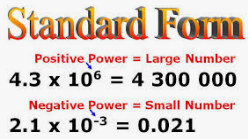 Standard Form
Positive Power = Large Number
4.3 x 10⁶ = 4 300 000
Negative Power = Small Number
2.1 x 10⁻³ = 0.021